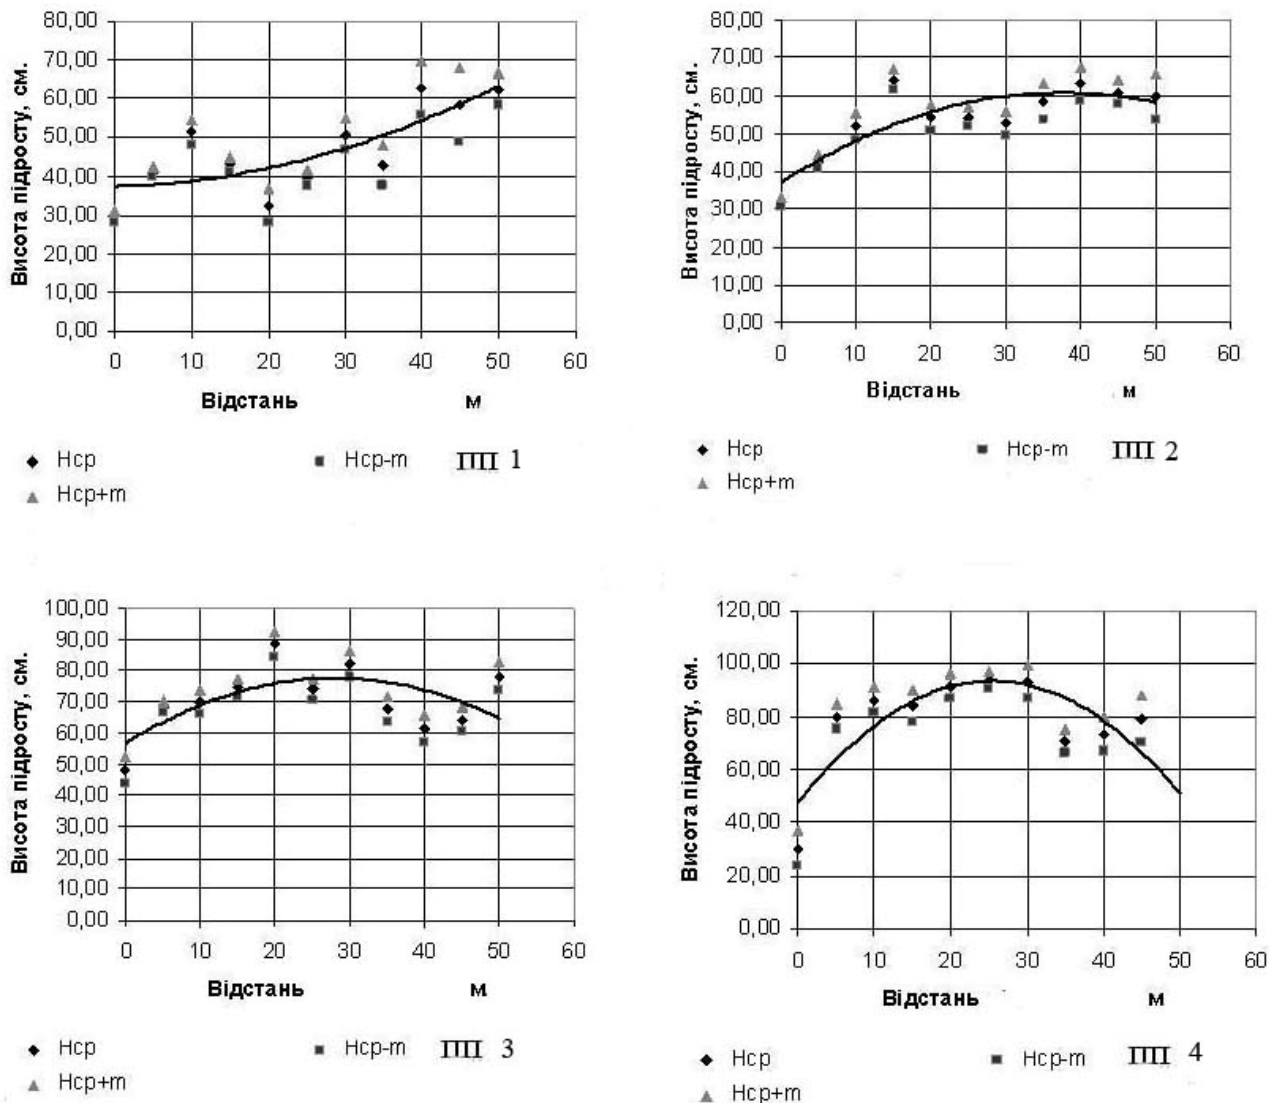 80,00
70,00
60,00
50,00
40,00
30,00
20,00
10,00
0,00
Висота підросту, см.
0 10 20 30 40 50 60
Відстань м
Нср Нср-m ПП 1
Нср+m
80,00
70,00
60,00
50,00
40,00
30,00
20,00
10,00
0,00
Висота підросту, см.
0 10 20 30 40 50 60
Відстань м
Нср Нср-m ПП 2
Нср+m
100,00
90,00
80,00
70,00
60,00
50,00
40,00
30,00
20,00
10,00
0,00
Висота підросту, см.
0 10 20 30 40 50 60
Відстань м
Нср Нср-m ПП 3
Нср+m
120,00
100,00
80,00
60,00
40,00
20,00
0,00
Висота підросту, см.
0 10 20 30 40 50 60
Відстань м
Нср Нср-m ПП 4
Нср+m